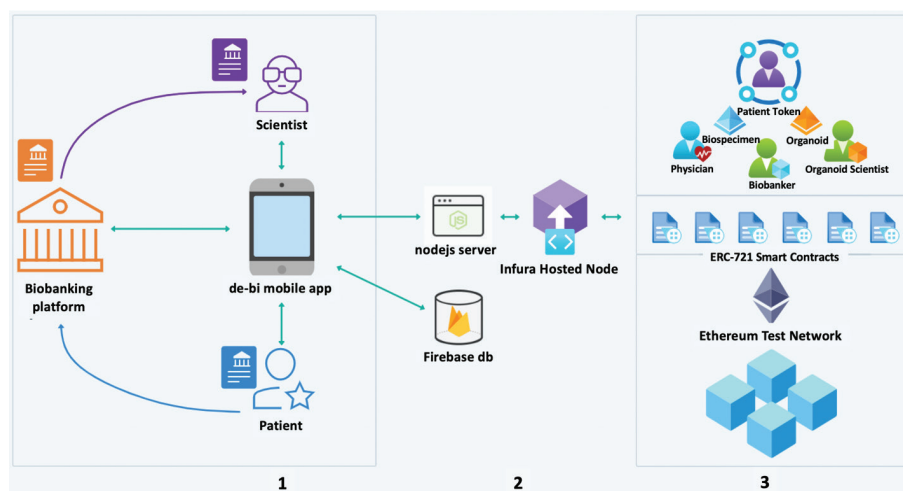 Scientist
Biobanking
platform
de-bi mobile app
Patient
1
JS
nodejs server
Infura Hosted Node
Firebase db
2
Patient Token
Biospecimen
Organoid
Physician
Biobanker
Organoid Scientist
ERC-721 Smart Contracts
Ethereum Test Network
3